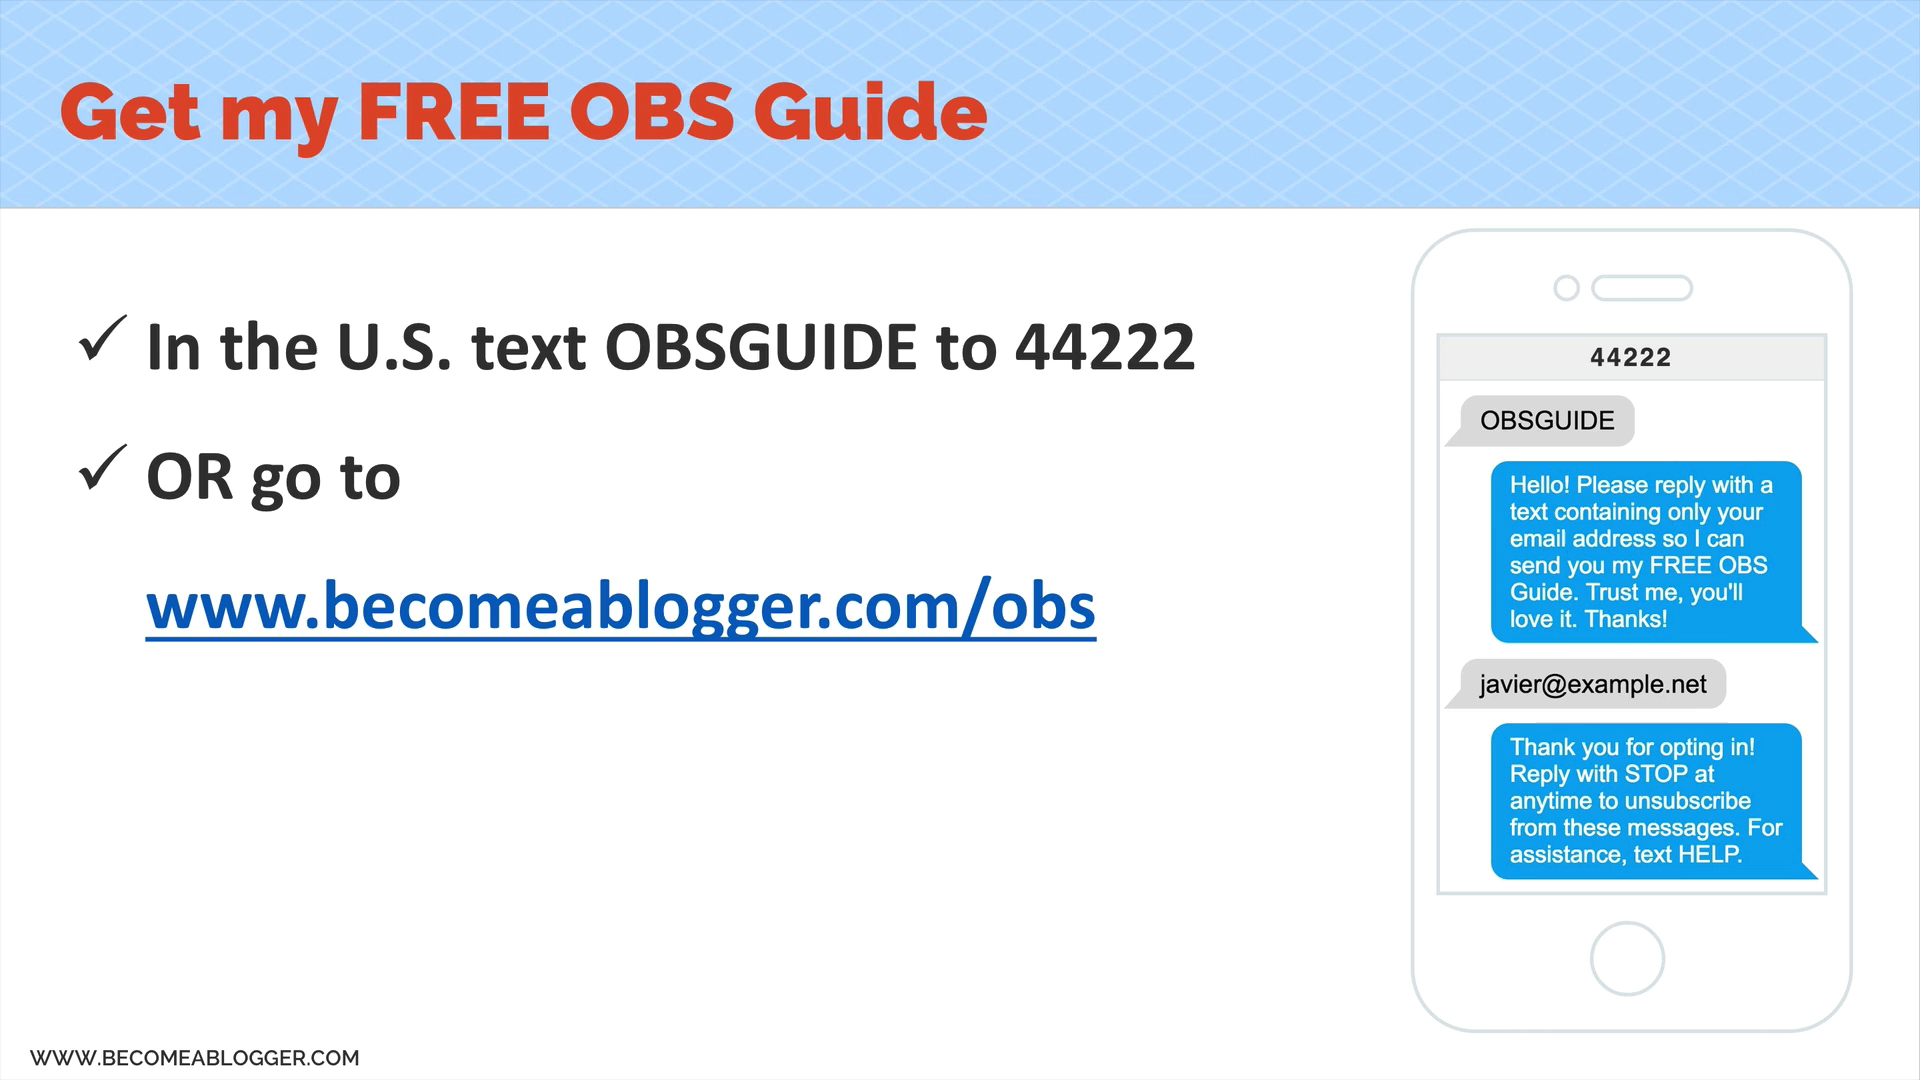 Get my FREE OBS Guide
In the U.S. text OBSGUIDE to 44222
OR go to
www.becomeablogger.com/obs
44222
OBSGUIDE
Hello! Please reply with a
text containing only your
email address so I can
send you my FREE OBS
Guide. Trust me, you'll
love it. Thanks!
javier@example.net
Thank you for opting in!
Reply with STOP at
anytime to unsubscribe
from these messages. For
assistance, text HELP.
WWW.BECOMEABLOGGER.COM